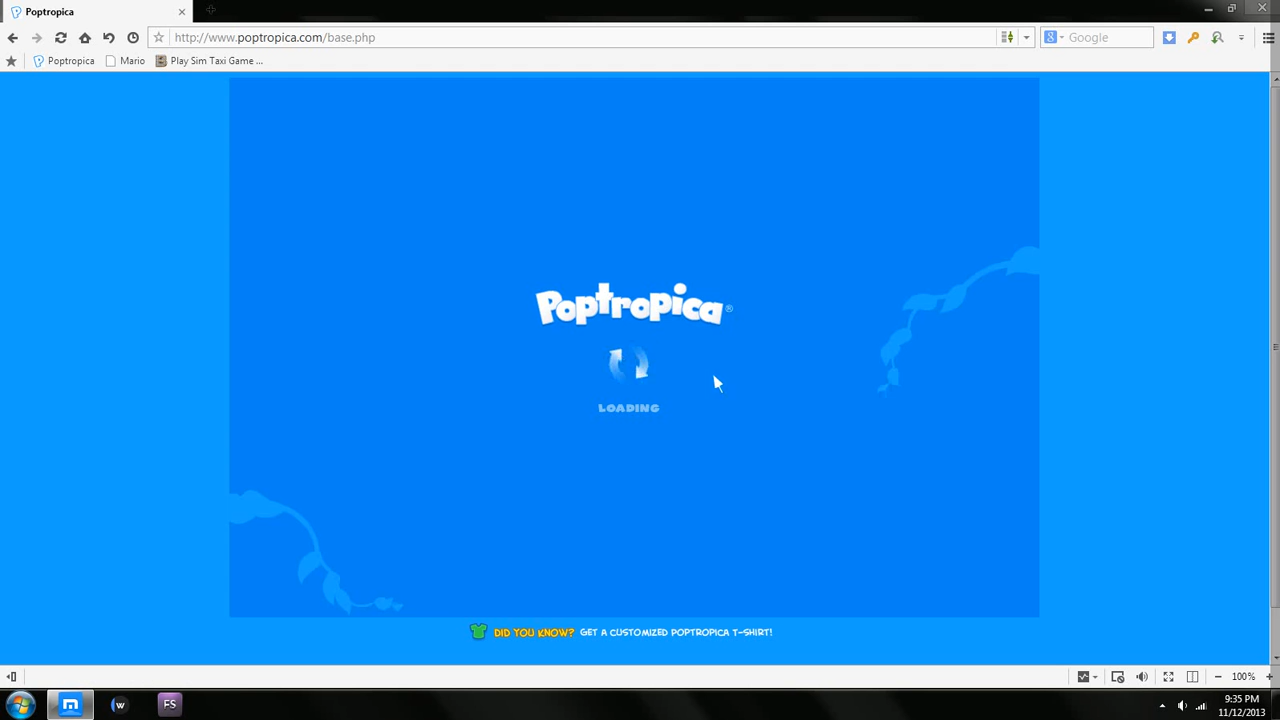 Poptropica
http://www.poptropica.com/base.php
Google
Poptropica
Mario
Play Sim Taxi Game ...
Poptropica®
LOADING
DID YOU KNOW? GET A CUSTOMIZED POPTROPICA T-SHIRT!
100%
FS
9:35 PM
11/12/2013